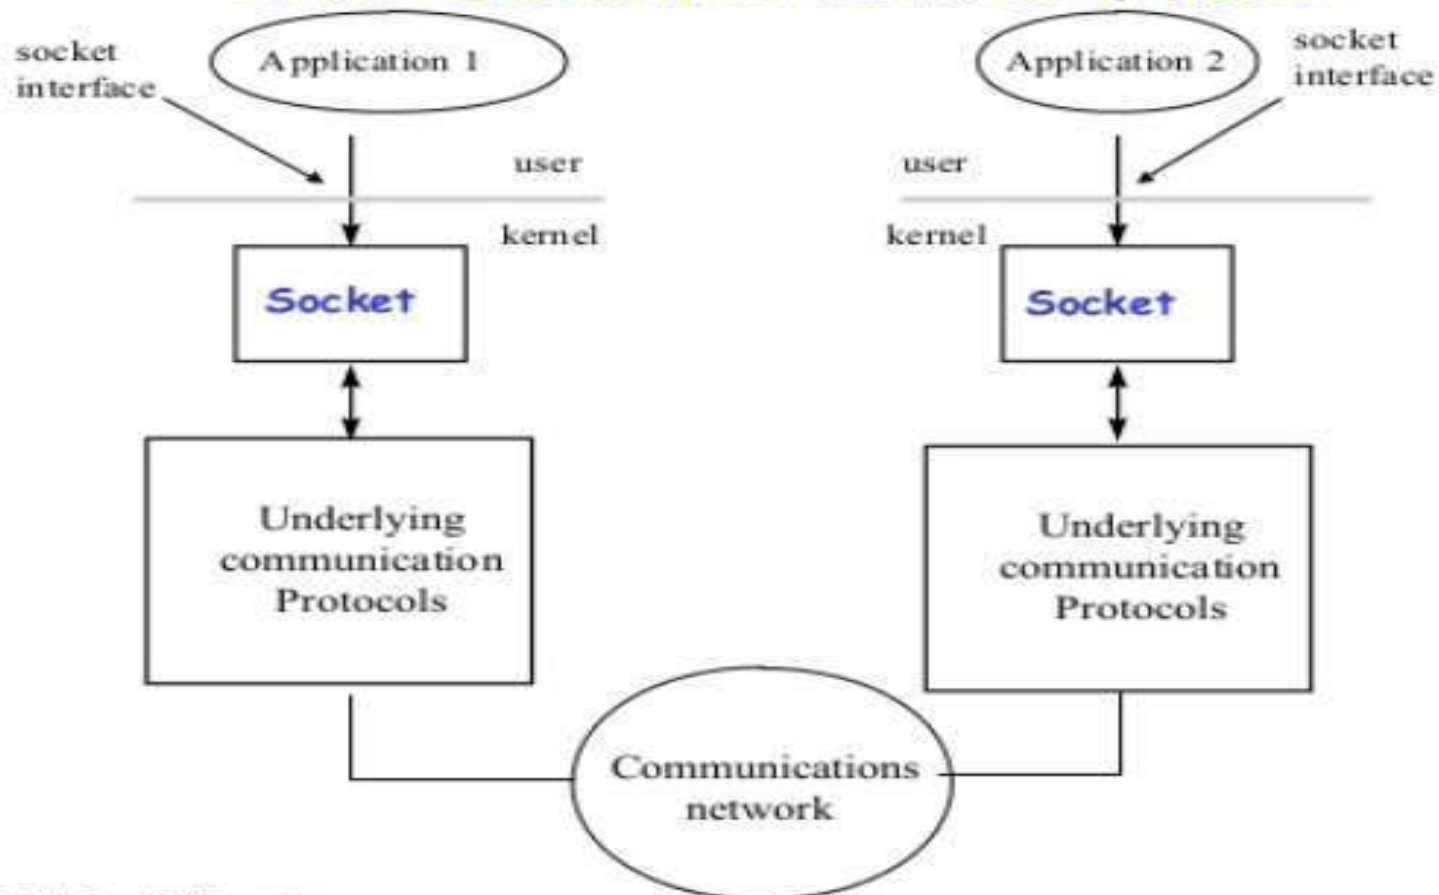 socket
interface
Application 1
Application 2
socket
interface
user
user
kernel
kernel
Socket
Socket
Underlying
communication
Protocols
Underlying
communication
Protocols
Communications
network